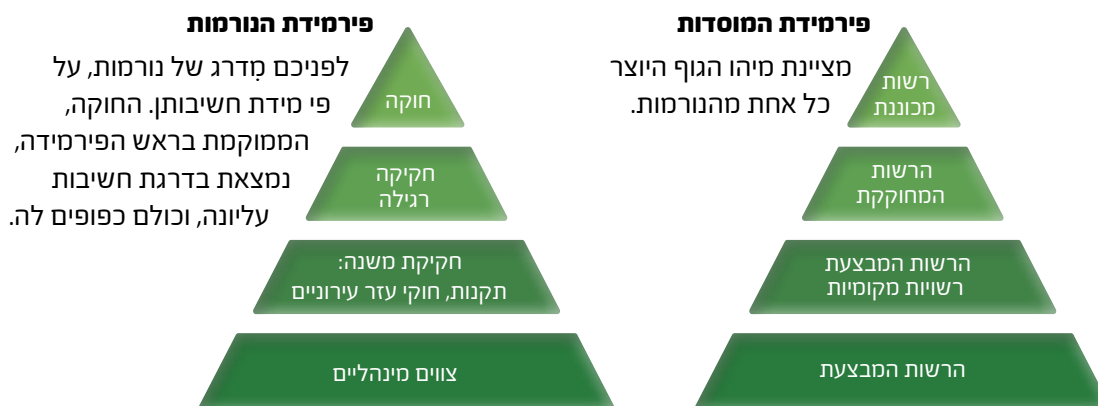 פירמידת המוסדות
מציינת מיהו הגוף היוצר
כל אחת מהנורמות.
רשות
מכוננת
הרשות
המחוקקת
הרשות המבצעת
רשויות מקומיות
הרשות המבצעת
פירמידת הנורמות
לפניכם מִדרג של נורמות, על
פי מידת חשיבותן. החוקה,
הממוקמת בראש הפירמידה,
נמצאת בדרגת חשיבות
עליונה, וכולם כפופים לה.
חוקה
חקיקה
רגילה
חקיקת משנה:
תקנות, חוקי עזר עירוניים
צווים מינהליים